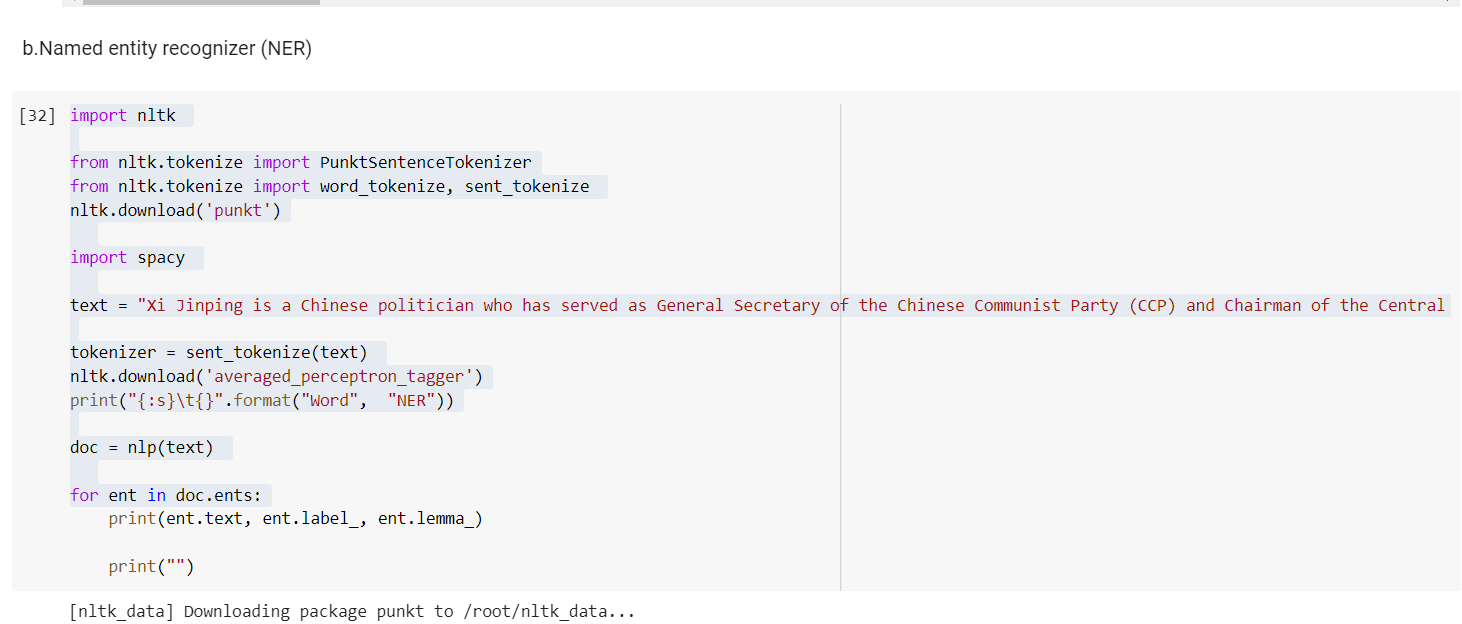 b.Named entity recognizer (NER)
[32] import nltk
from nltk.tokenize import PunktSentenceTokenizer
from nltk.tokenize import word_tokenize, sent_tokenize
nltk.download('punkt')
import spacy
text = "Xi Jinping is a Chinese politician who has served as General Secretary of the Chinese Communist Party (CCP) and Chairman of the Central
tokenizer = sent_tokenize(text)
nltk.download('averaged_perceptron_tagger')
print("{:s}\t{}".format("Word",  "NER"))
doc = nlp(text)
for ent in doc.ents:
    print(ent.text, ent.label_, ent.lemma_)
    print("")
[nltk_data] Downloading package punkt to /root/nltk_data...